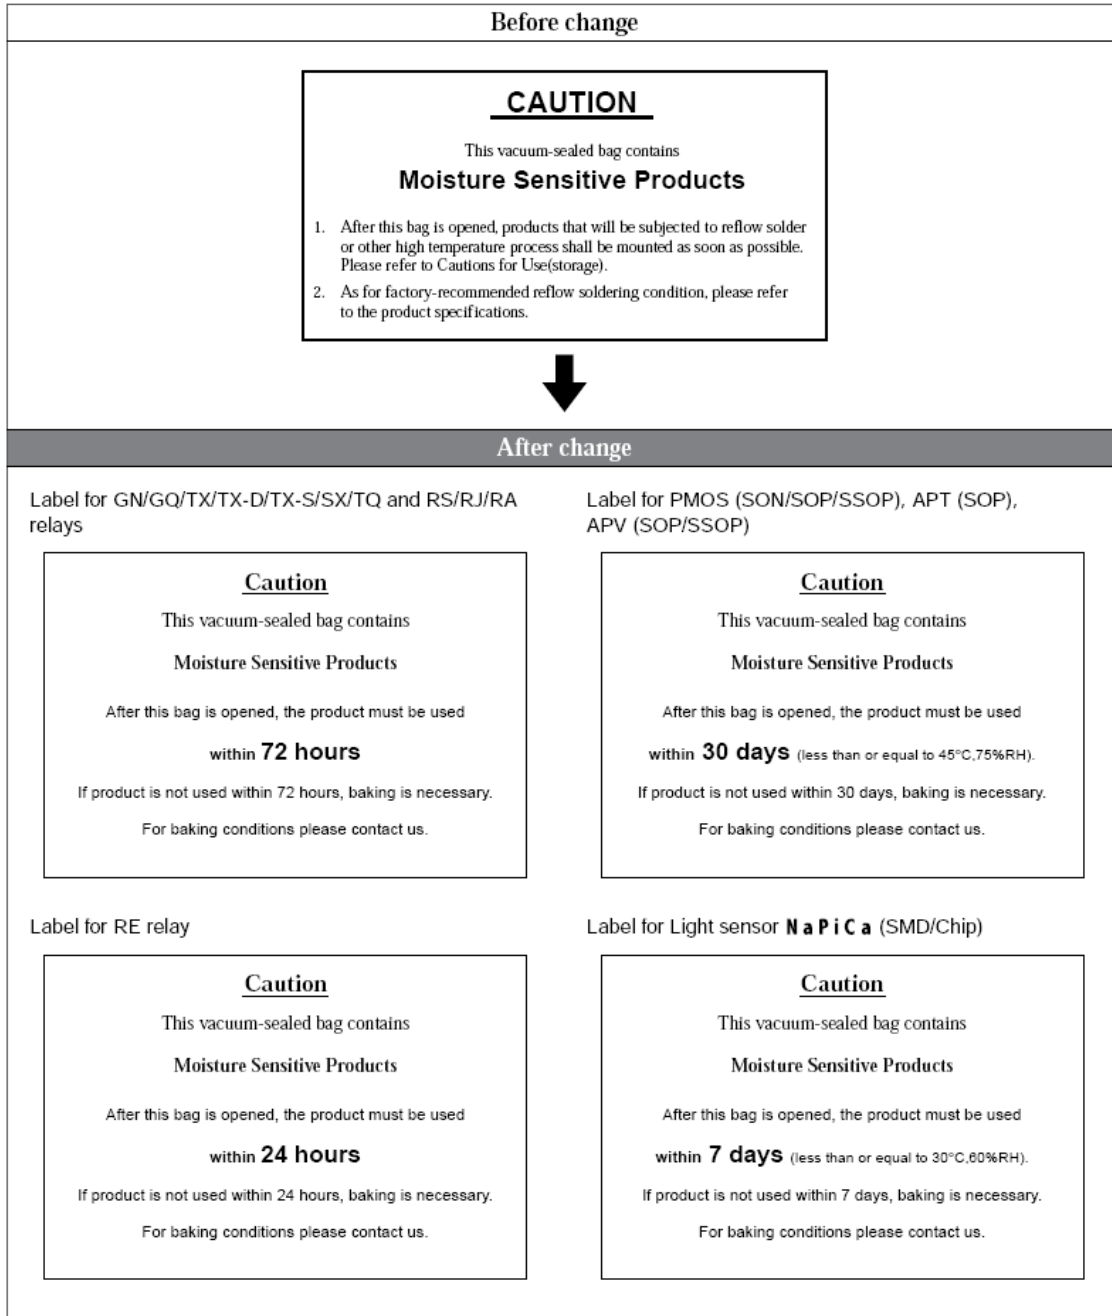 Before change
CAUTION
This vacuum-sealed bag contains
Moisture Sensitive Products
1. After this bag is opened, products that will be subjected to reflow solder
or other high temperature process shall be mounted as soon as possible.
Please refer to Cautions for Use(storage).
2. As for factory-recommended reflow soldering condition, please refer
to the product specifications.
After change
Label for GN/GQ/TX/TX-D/TX-S/SX/TQ and RS/RJ/RA
relays
Caution
This vacuum-sealed bag contains
Moisture Sensitive Products
After this bag is opened, the product must be used
within 72 hours
If product is not used within 72 hours, baking is necessary.
For baking conditions please contact us.
Label for PMOS (SON/SOP/SSOP), APT (SOP),
APV (SOP/SSOP)
Caution
This vacuum-sealed bag contains
Moisture Sensitive Products
After this bag is opened, the product must be used
within 30 days (less than or equal to 45°C,75%RH).
If product is not used within 30 days, baking is necessary.
For baking conditions please contact us.
Label for RE relay
Caution
This vacuum-sealed bag contains
Moisture Sensitive Products
After this bag is opened, the product must be used
within 24 hours
If product is not used within 24 hours, baking is necessary.
For baking conditions please contact us.
Label for Light sensor NaPiCa (SMD/Chip)
Caution
This vacuum-sealed bag contains
Moisture Sensitive Products
After this bag is opened, the product must be used
within 7 days (less than or equal to 30°C,60%RH).
If product is not used within 7 days, baking is necessary.
For baking conditions please contact us.